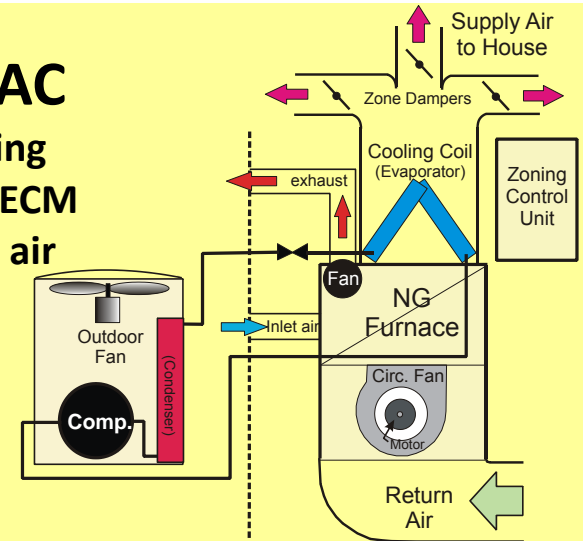 AC
ing
ECM
air
Supply Air
to House
Zone Dampers
Cooling Coil
(Evaporator)
Zoning
Control
Unit
exhaust
Fan
NG
Furnace
Inlet air
Outdoor
Fan
(Condenser)
Comp.
Circ. Fan
Motor
Return
Air